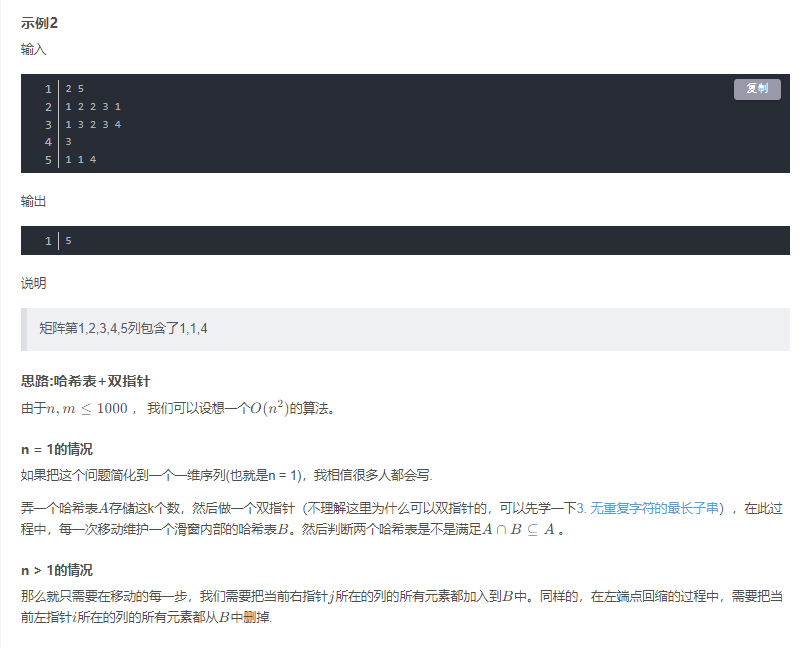 示例2
输入
复制
1 2 5
2 1 2 2 3 1
3 1 3 2 3 4
4 3
5 1 1 4
输出
1 5
说明
矩阵第1,2,3,4,5列包含了1,1,4
思路:哈希表+双指针
由于n, m ≤ 1000 ， 我们可以设想一个O(n²)的算法。
n = 1的情况
如果把这个问题简化到一个一维序列(也就是n = 1)，我相信很多人都会写.
弄一个哈希表A存储这k个数，然后做一个双指针（不理解这里为什么可以双指针的，可以先学一下3. 无重复字符的最长子串），在此过
程中，每一次移动维护一个滑窗内部的哈希表B。然后判断两个哈希表是不是满足A ∩ B ⊆ A 。
n > 1的情况
那么就只需要在移动的每一步，我们需要把当前右指针j所在的列的所有元素都加入到B中。同样的，在左端点回缩的过程中，需要把当
前左指针i所在的列的所有元素都从B中删掉.